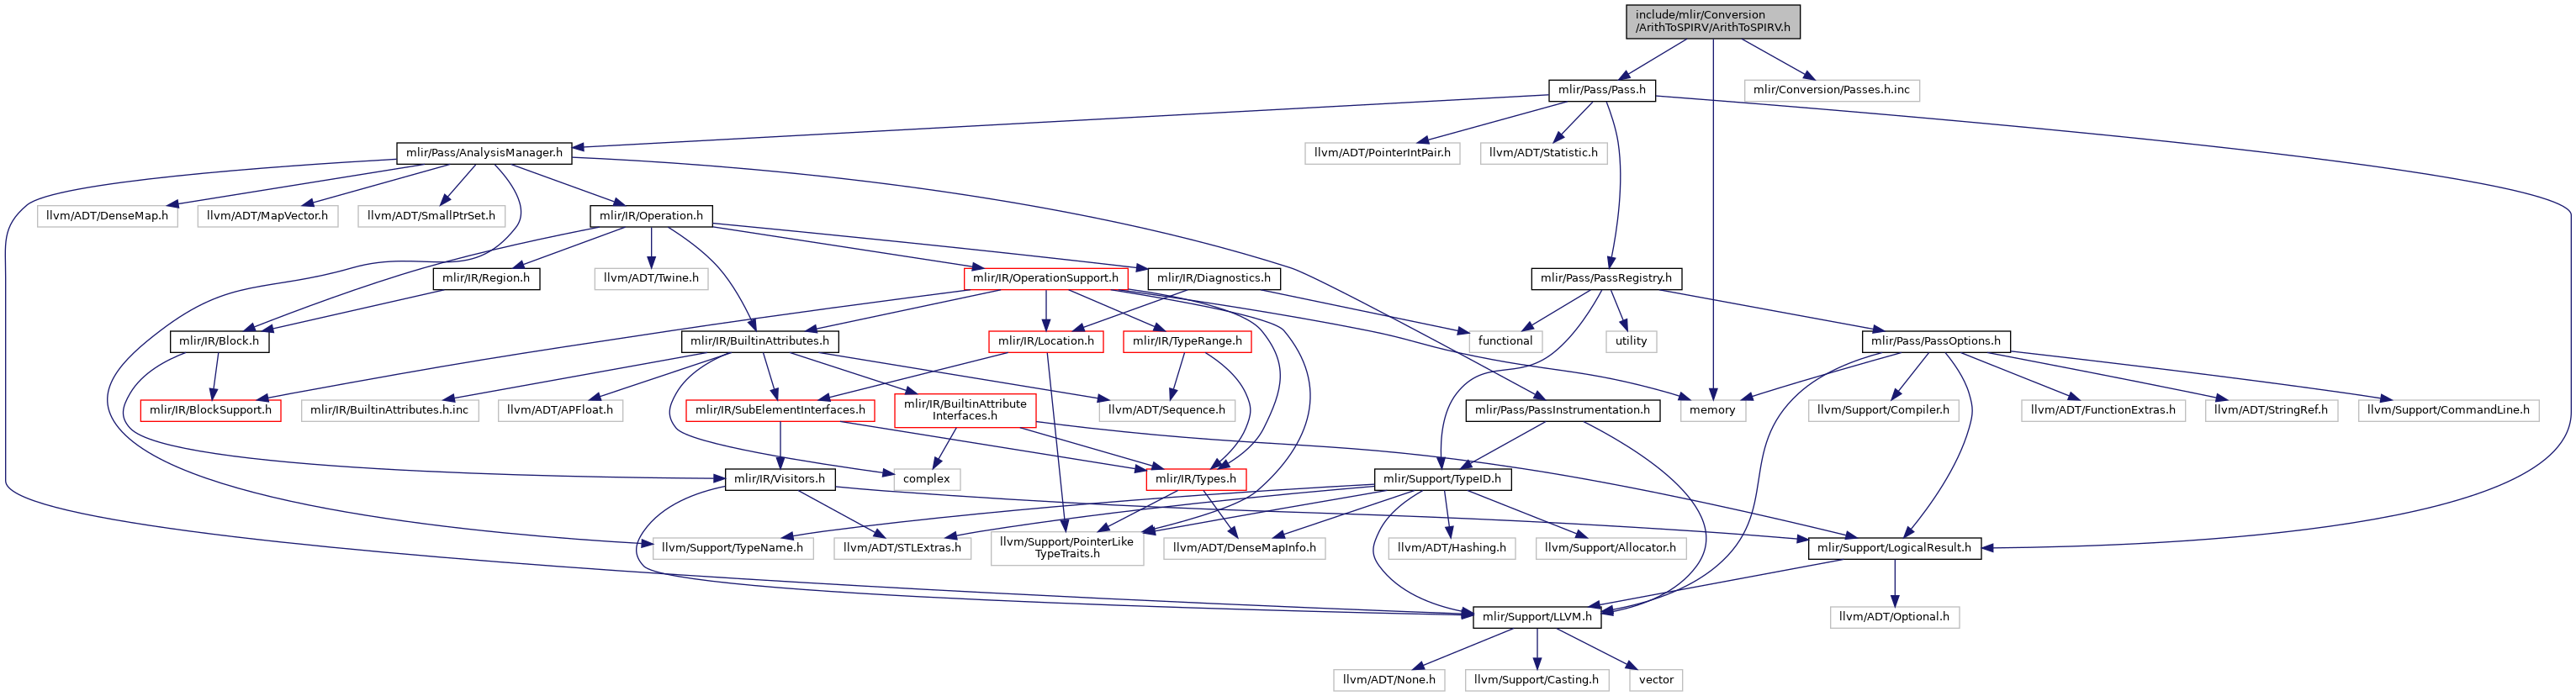 include/mlir/Conversion
/ArithToSPIRV/ArithToSPIRV.h
mlir/Pass/Pass.h
mlir/Conversion/Passes.h.inc
mlir/Pass/AnalysisManager.h
llvm/ADT/PointerIntPair.h
llvm/ADT/Statistic.h
llvm/ADT/DenseMap.h
llvm/ADT/MapVector.h
llvm/ADT/SmallPtrSet.h
mlir/IR/Operation.h
mlir/IR/Region.h
llvm/ADT/Twine.h
mlir/IR/OperationSupport.h
mlir/IR/Diagnostics.h
mlir/Pass/PassRegistry.h
mlir/IR/Block.h
mlir/IR/BuiltinAttributes.h
mlir/IR/Location.h
mlir/IR/TypeRange.h
functional
utility
mlir/Pass/PassOptions.h
mlir/IR/BlockSupport.h
mlir/IR/BuiltinAttributes.h.inc
llvm/ADT/APFloat.h
mlir/IR/SubElementInterfaces.h
mlir/IR/BuiltinAttribute
Interfaces.h
llvm/ADT/Sequence.h
mlir/Pass/PassInstrumentation.h
memory
llvm/Support/Compiler.h
llvm/ADT/FunctionExtras.h
llvm/ADT/StringRef.h
llvm/Support/CommandLine.h
mlir/IR/Visitors.h
complex
mlir/IR/Types.h
mlir/Support/TypeID.h
llvm/Support/TypeName.h
llvm/ADT/STLExtras.h
llvm/Support/PointerLike
TypeTraits.h
llvm/ADT/DenseMapInfo.h
llvm/ADT/Hashing.h
llvm/Support/Allocator.h
mlir/Support/LogicalResult.h
mlir/Support/LLVM.h
llvm/ADT/Optional.h
llvm/ADT/None.h
llvm/Support/Casting.h
vector